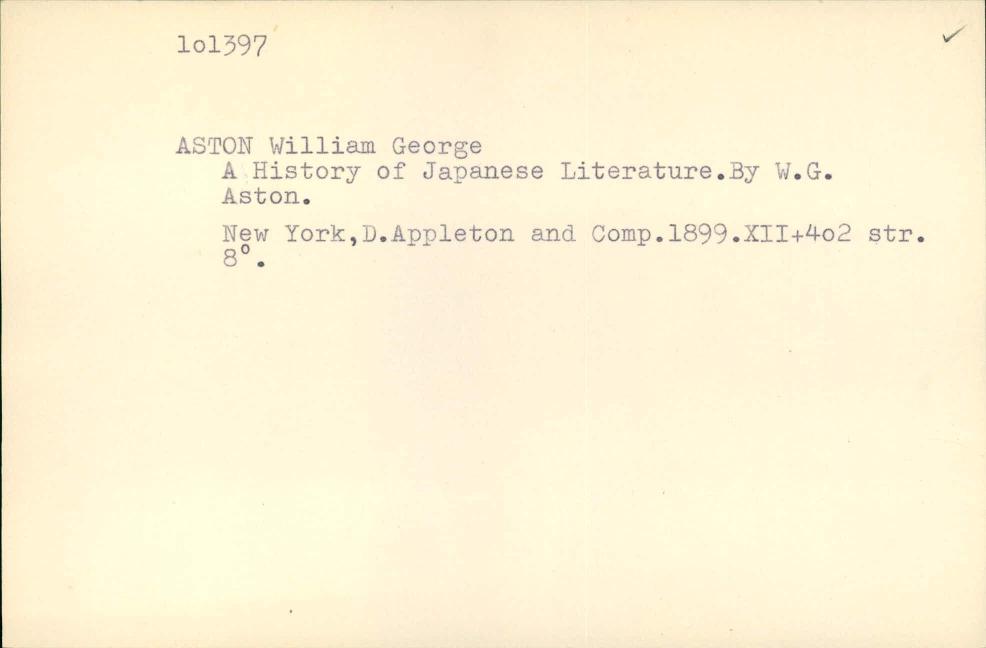 lol397
ASTON William George
A History of Japanese Literature.By W.G.
Aston.
New York,D.Appleton and Comp.1899.XII+4o2 str.
8°.